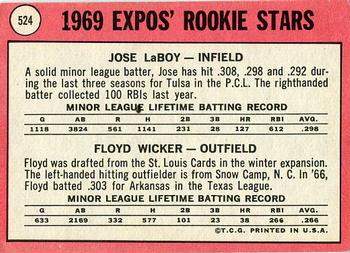 524
1969 EXPOS' ROOKIE STARS
JOSE LaBOY — INFIELD
A solid minor league batter, Jose has hit .308, .298 and .292 dur-
ing the last three seasons for Tulsa in the P.C.L. The righthanded
batter collected 100 RBIs last year.
MINOR LEAGUE LIFETIME BATTING RECORD
G AB R H 2B 3B HR RBI AVG.
1118 3824 561 1141 231 28 127 612 .298
FLOYD WICKER — OUTFIELD
Floyd was drafted from the St. Louis Cards in the winter expansion.
The left-handed hitting outfielder is from Snow Camp, N. C. In '66,
Floyd batted .303 for Arkansas in the Texas League.
MINOR LEAGUE LIFETIME BATTING RECORD
G AB R H 2B 3B HR RBI AVG.
633 2169 332 577 101 23 38 266 .266
©T.C.G. PRINTED IN U.S.A.